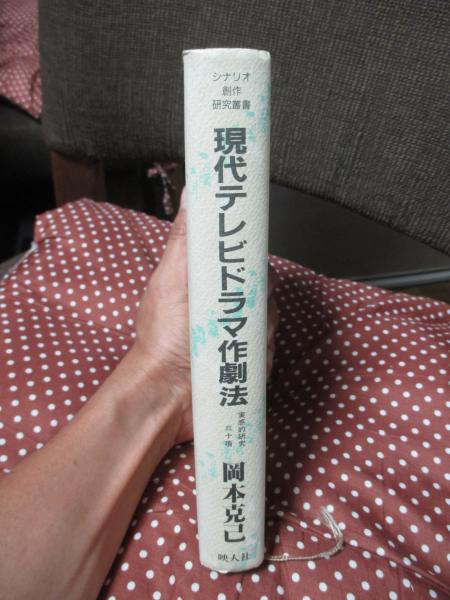 シナリオ
創作
研究叢書
現代テレビドラマ作劇法
実感的研究
三十項
岡本克己
映人社